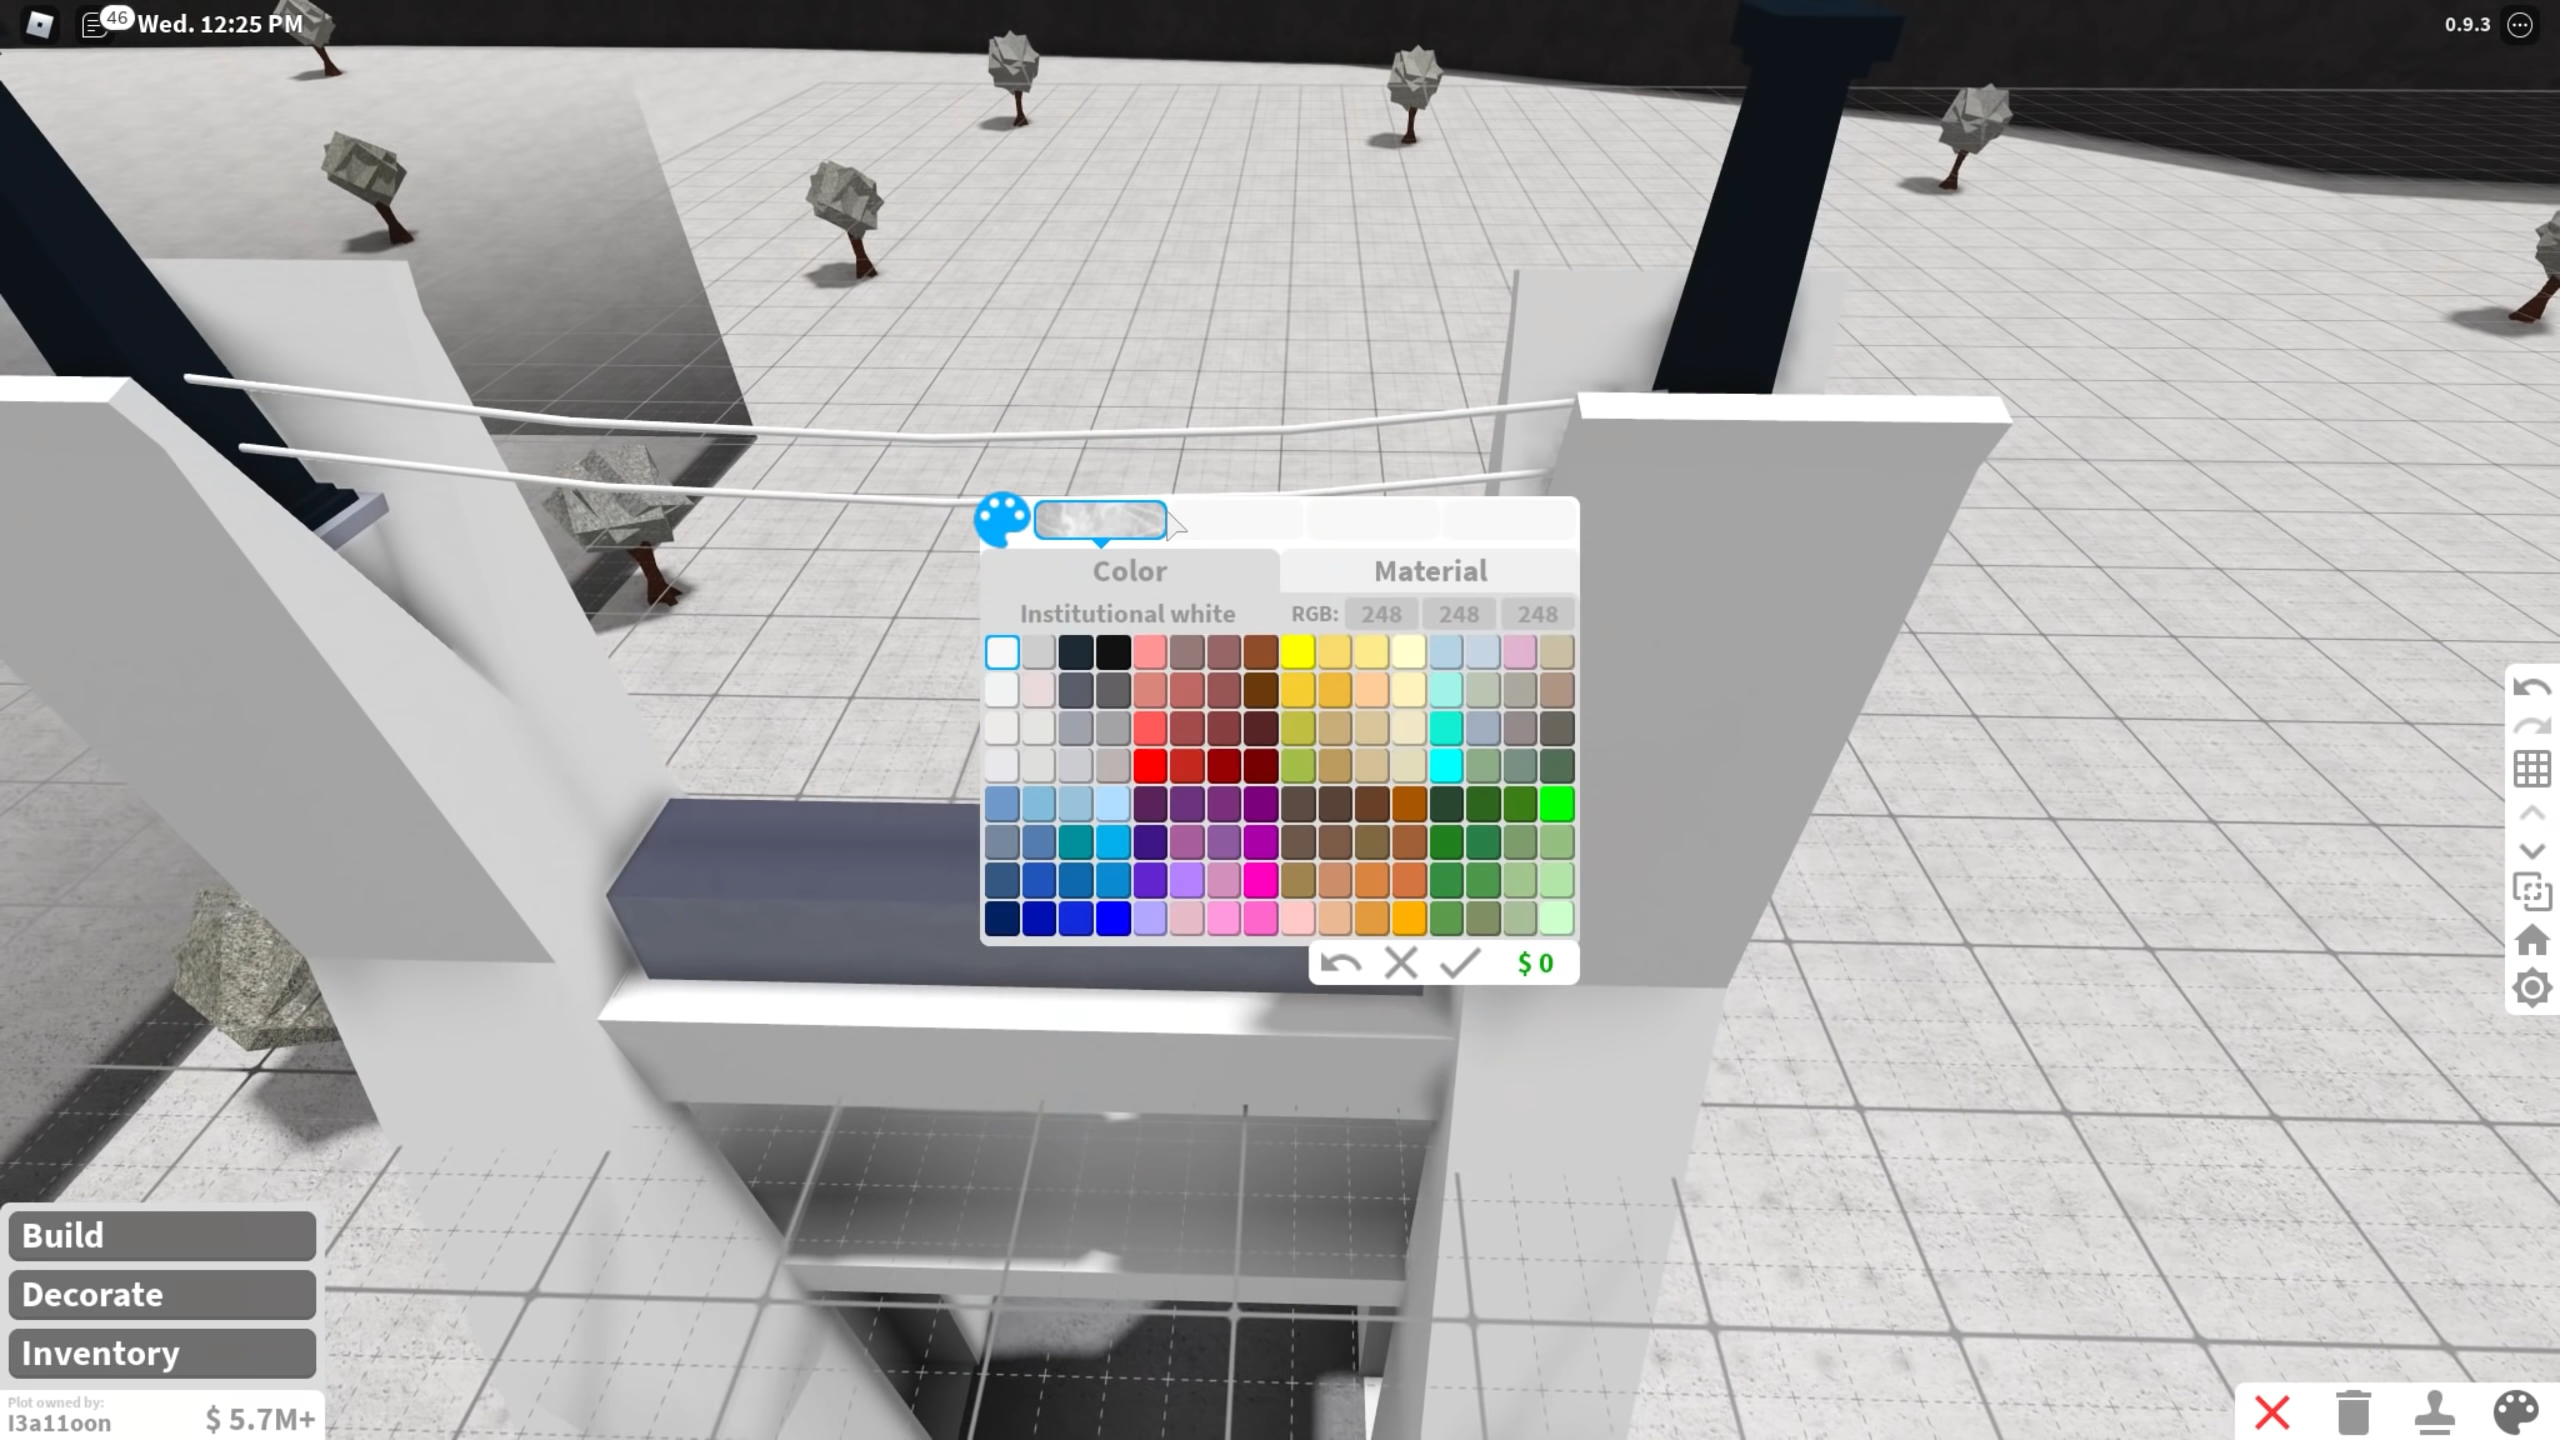 46
Wed. 12:25 PM
0.9.3
Color
Material
Institutional white
RGB: 248 248 248
$ 0
Build
Decorate
Inventory
Plot owned by:
l3a11oon
$ 5.7M+